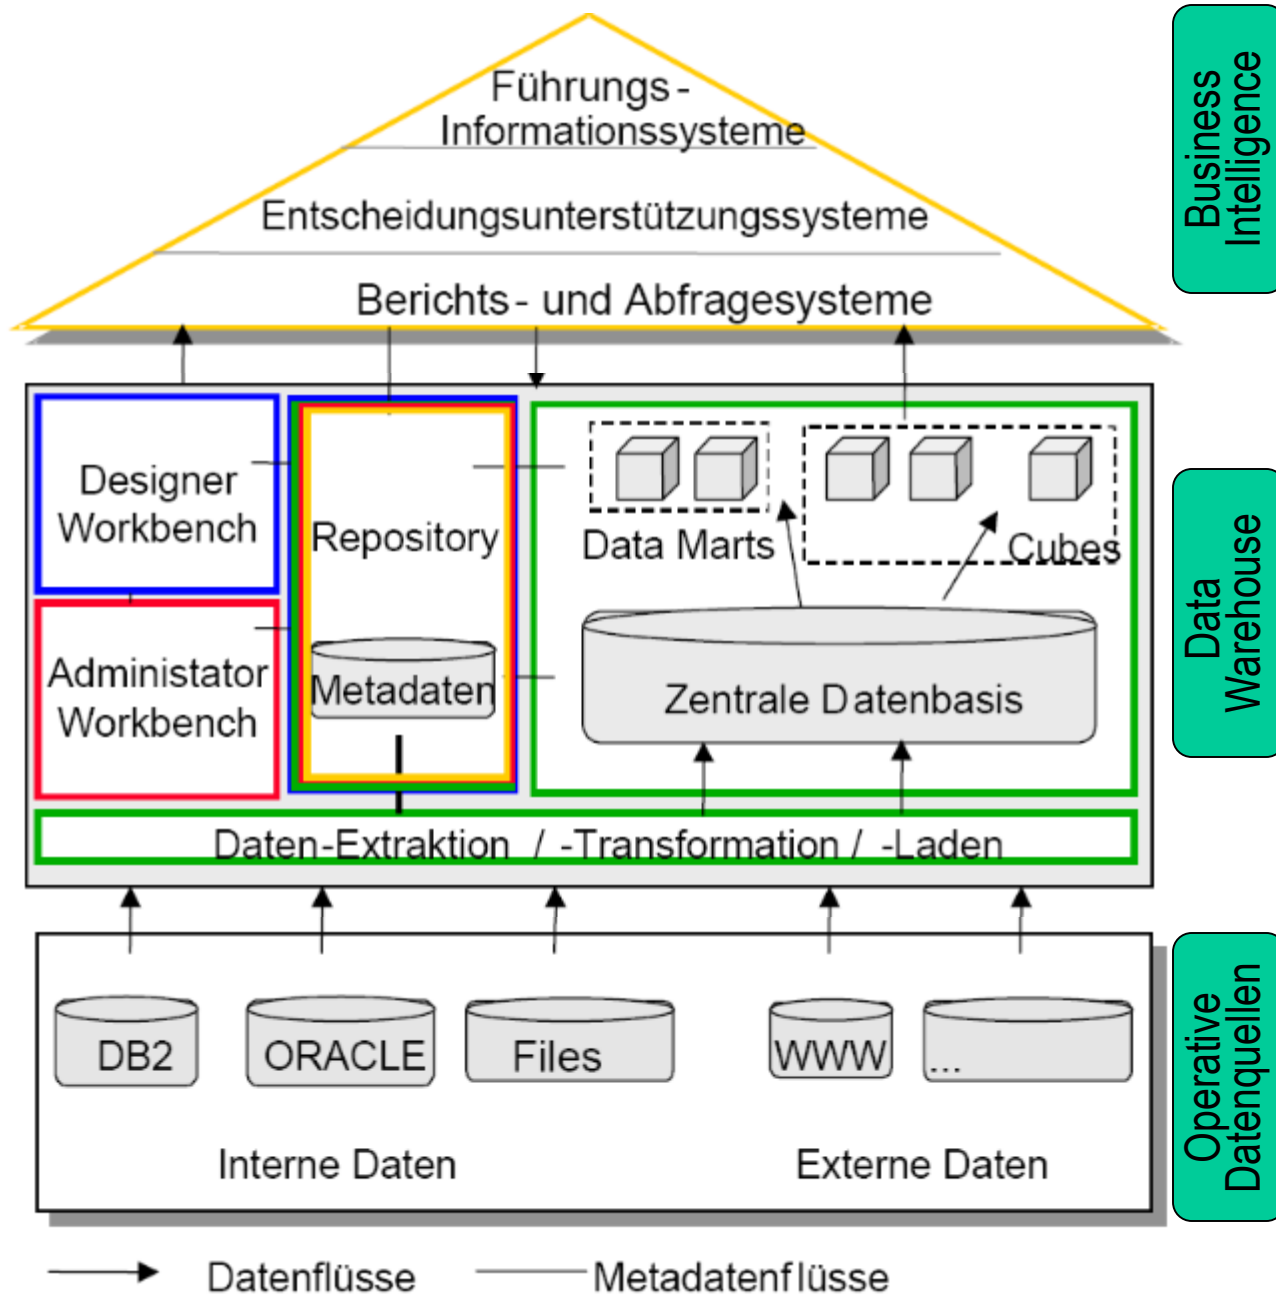 Führungs-
Informationssysteme
Entscheidungsunterstützungssysteme
Berichts- und Abfragesysteme
Business
Intelligence
Designer
Workbench
Administator
Workbench
Repository
Metadaten
Data Marts
Cubes
Zentrale Datenbasis
Daten-Extraktion / -Transformation / -Laden
Data
Warehouse
DB2
ORACLE
Files
WWW
...
Interne Daten
Externe Daten
Operative
Datenquellen
Datenflüsse
Metadatenflüsse